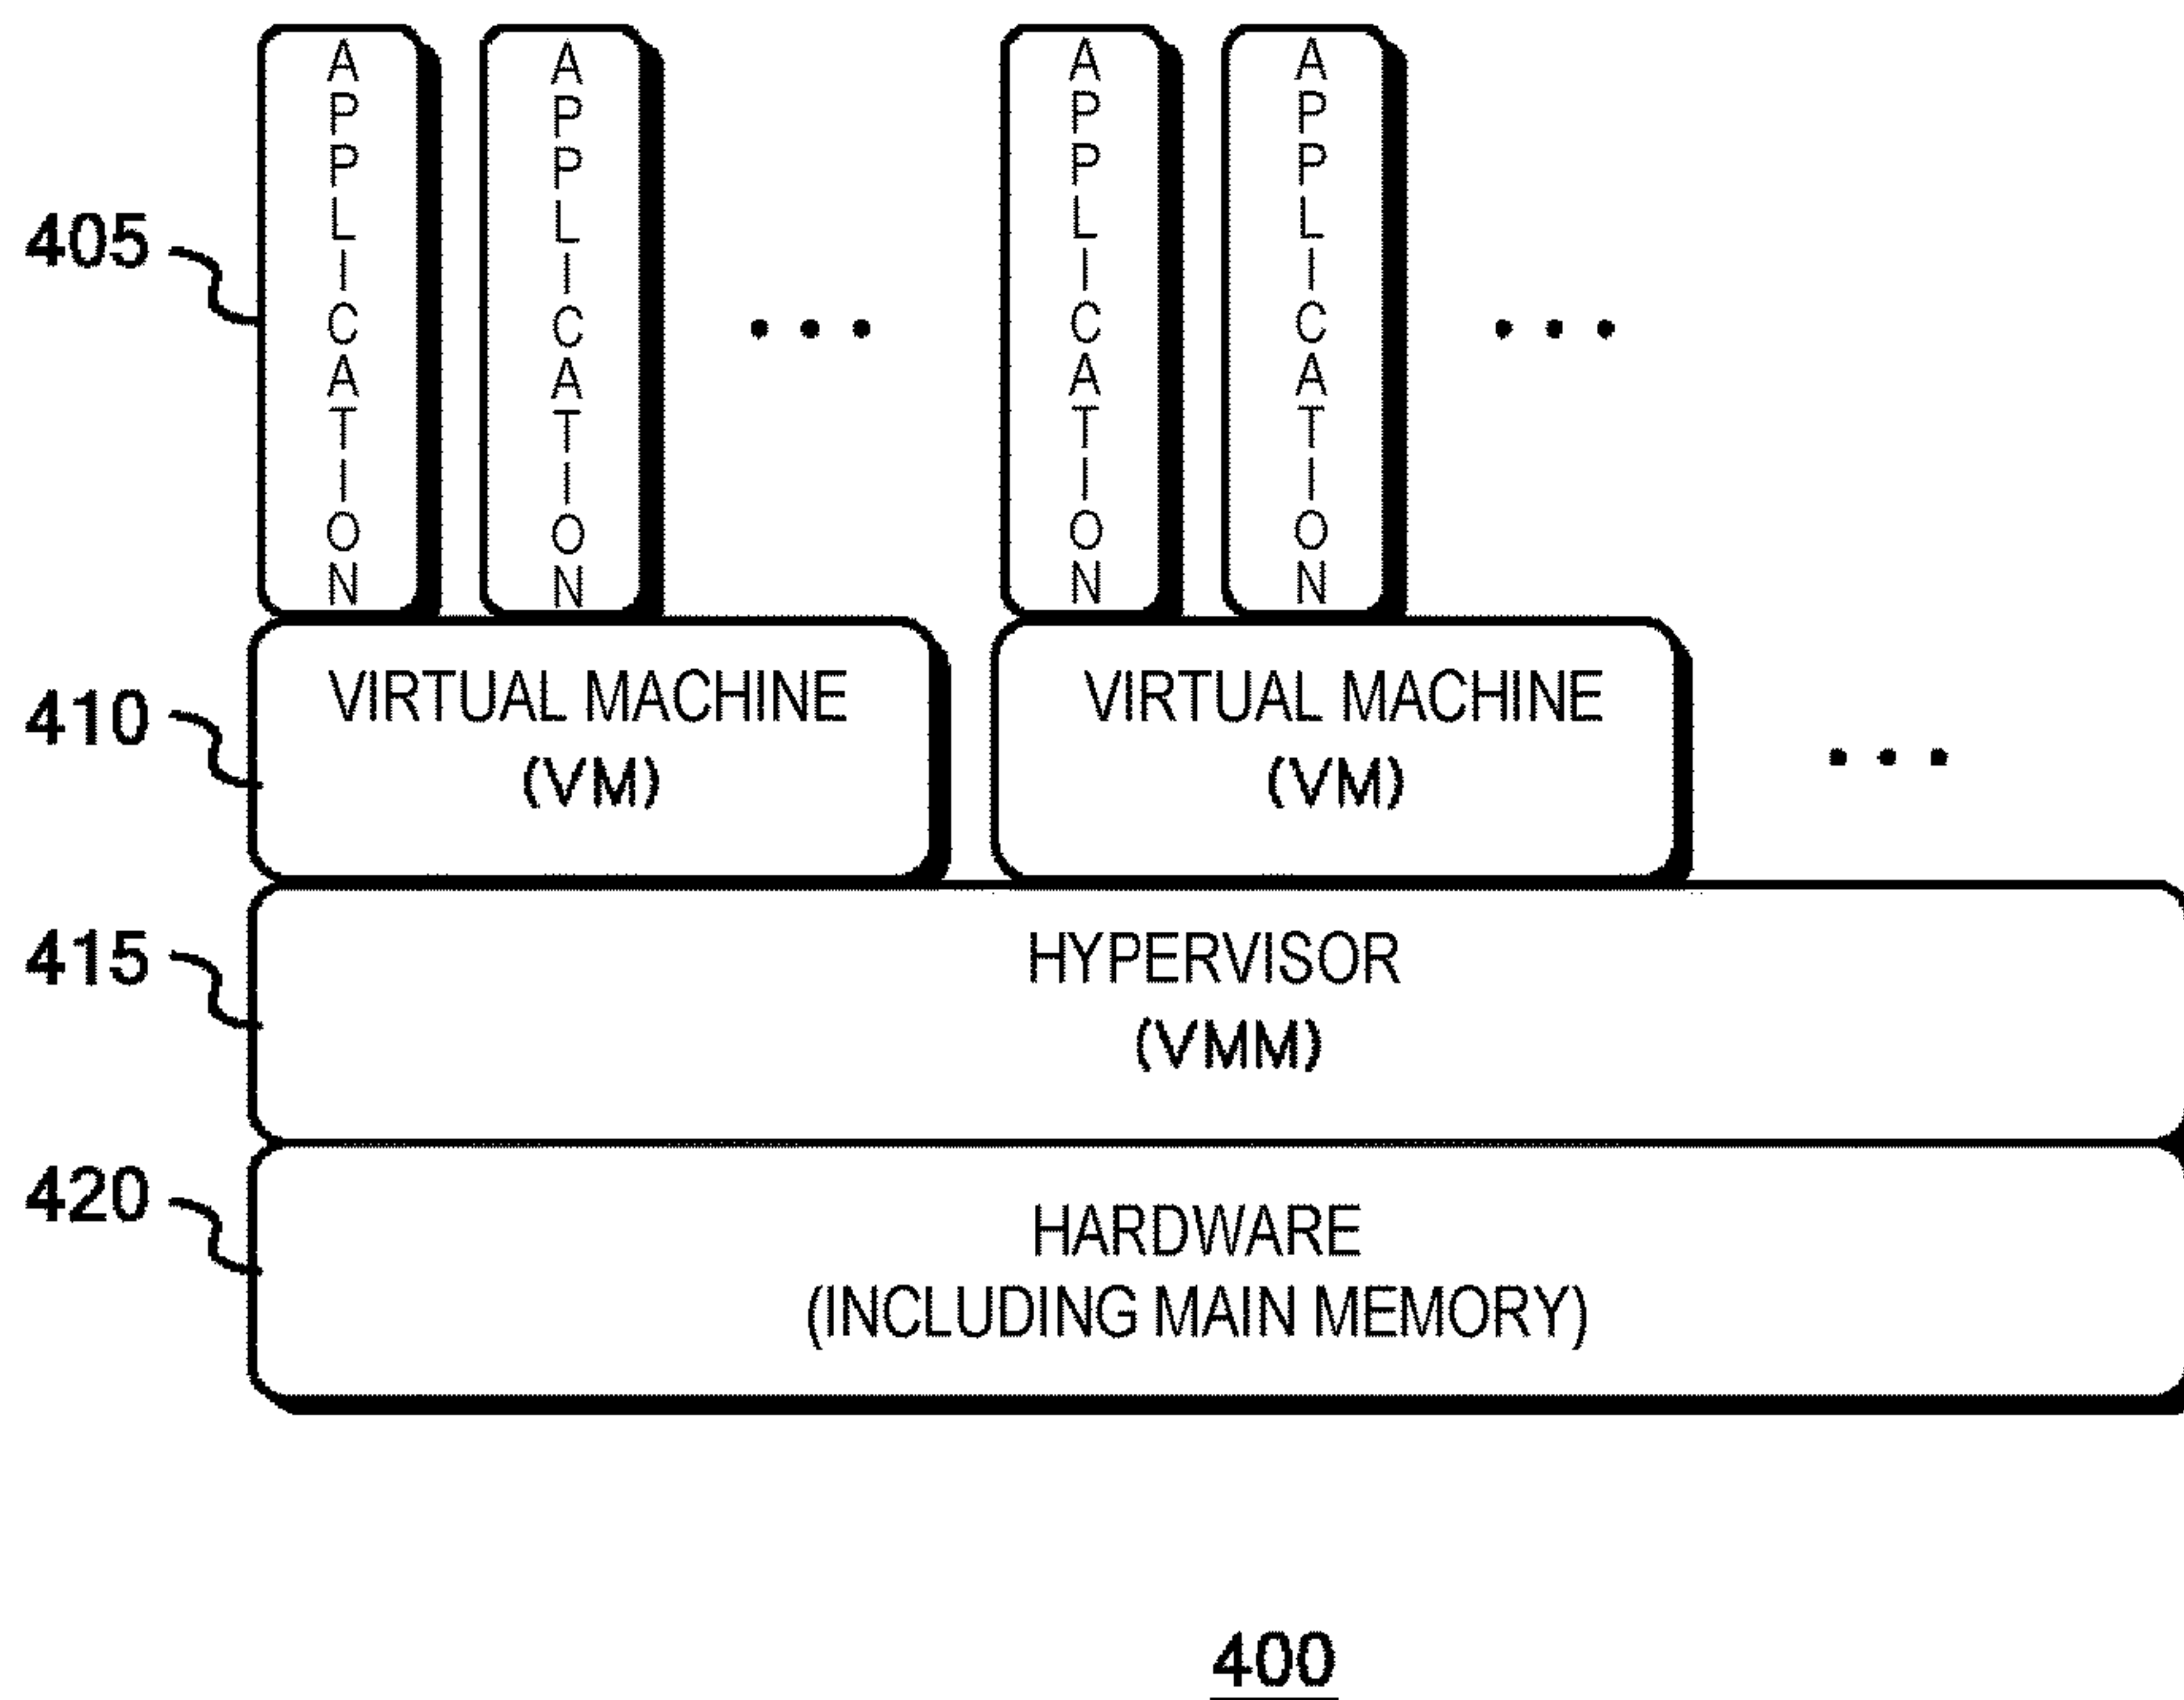 APPLICATION
APPLICATION
APPLICATION
APPLICATION
405
410
VIRTUAL MACHINE
(VM)
VIRTUAL MACHINE
(VM)
415
HYPERVISOR
(VMM)
420
HARDWARE
(INCLUDING MAIN MEMORY)
400